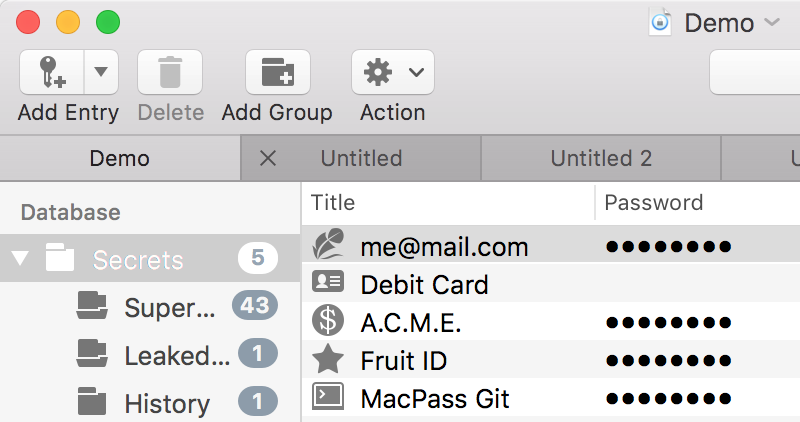 Demo
Add Entry Delete Add Group Action
Demo Untitled Untitled 2
Database
Title Password
Secrets 5
me@mail.com ●●●●●●●●
Super... 43
Debit Card
A.C.M.E. ●●●●●●●●
Leaked... 1
Fruit ID ●●●●●●●●
History 1
MacPass Git ●●●●●●●●